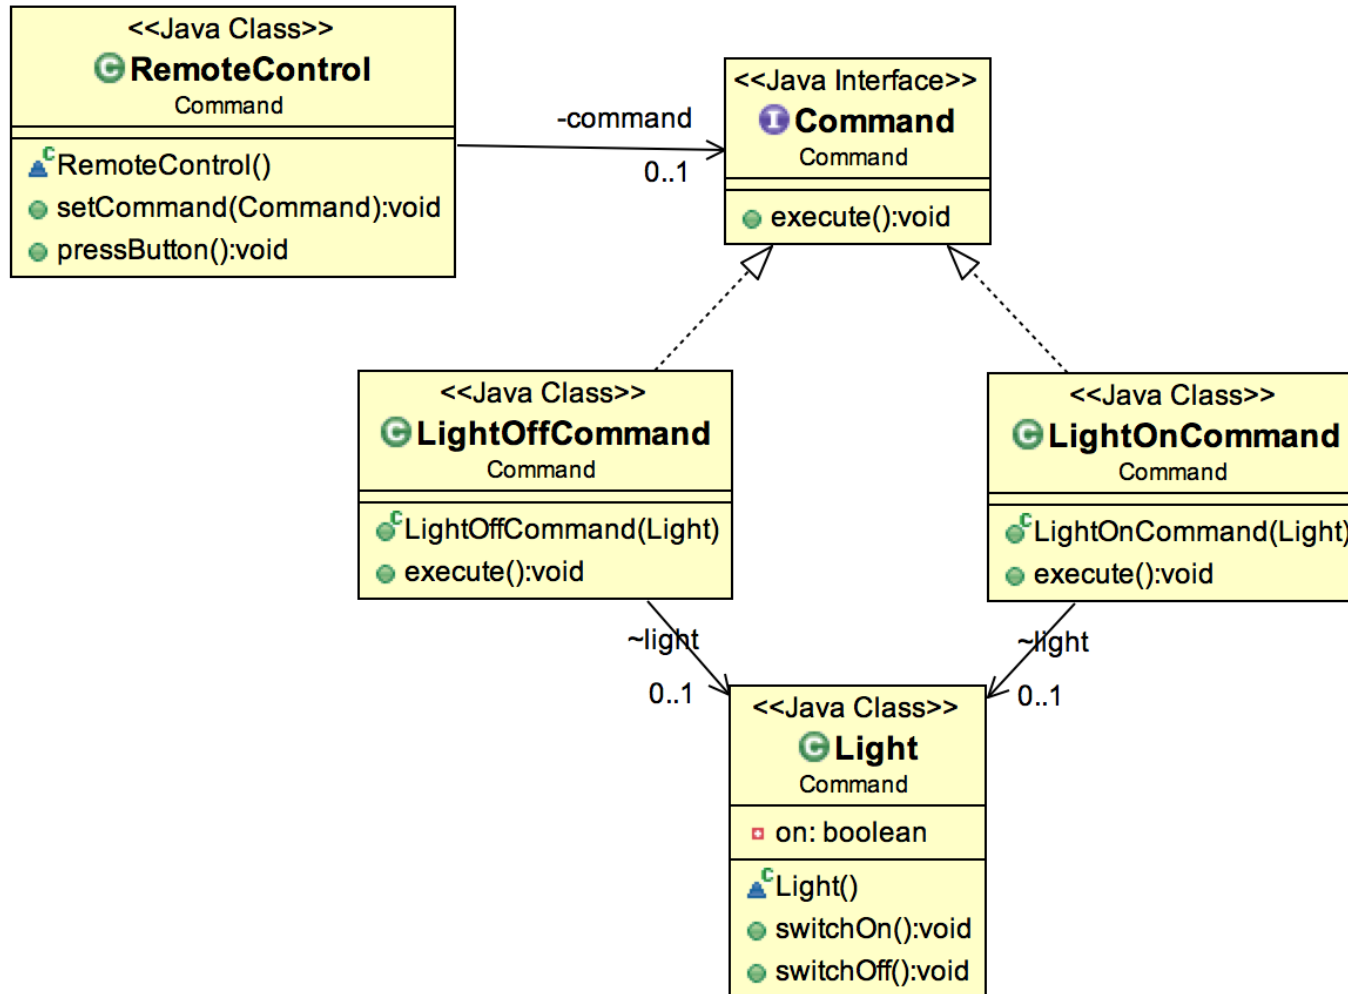 <<Java Class>>
RemoteControl
Command
RemoteControl()
setCommand(Command):void
pressButton():void
-command
0..1
<<Java Interface>>
Command
Command
execute():void
<<Java Class>>
LightOffCommand
Command
LightOffCommand(Light)
execute():void
<<Java Class>>
LightOnCommand
Command
LightOnCommand(Light)
execute():void
~light
0..1
~light
0..1
<<Java Class>>
Light
Command
on: boolean
Light()
switchOn():void
switchOff():void